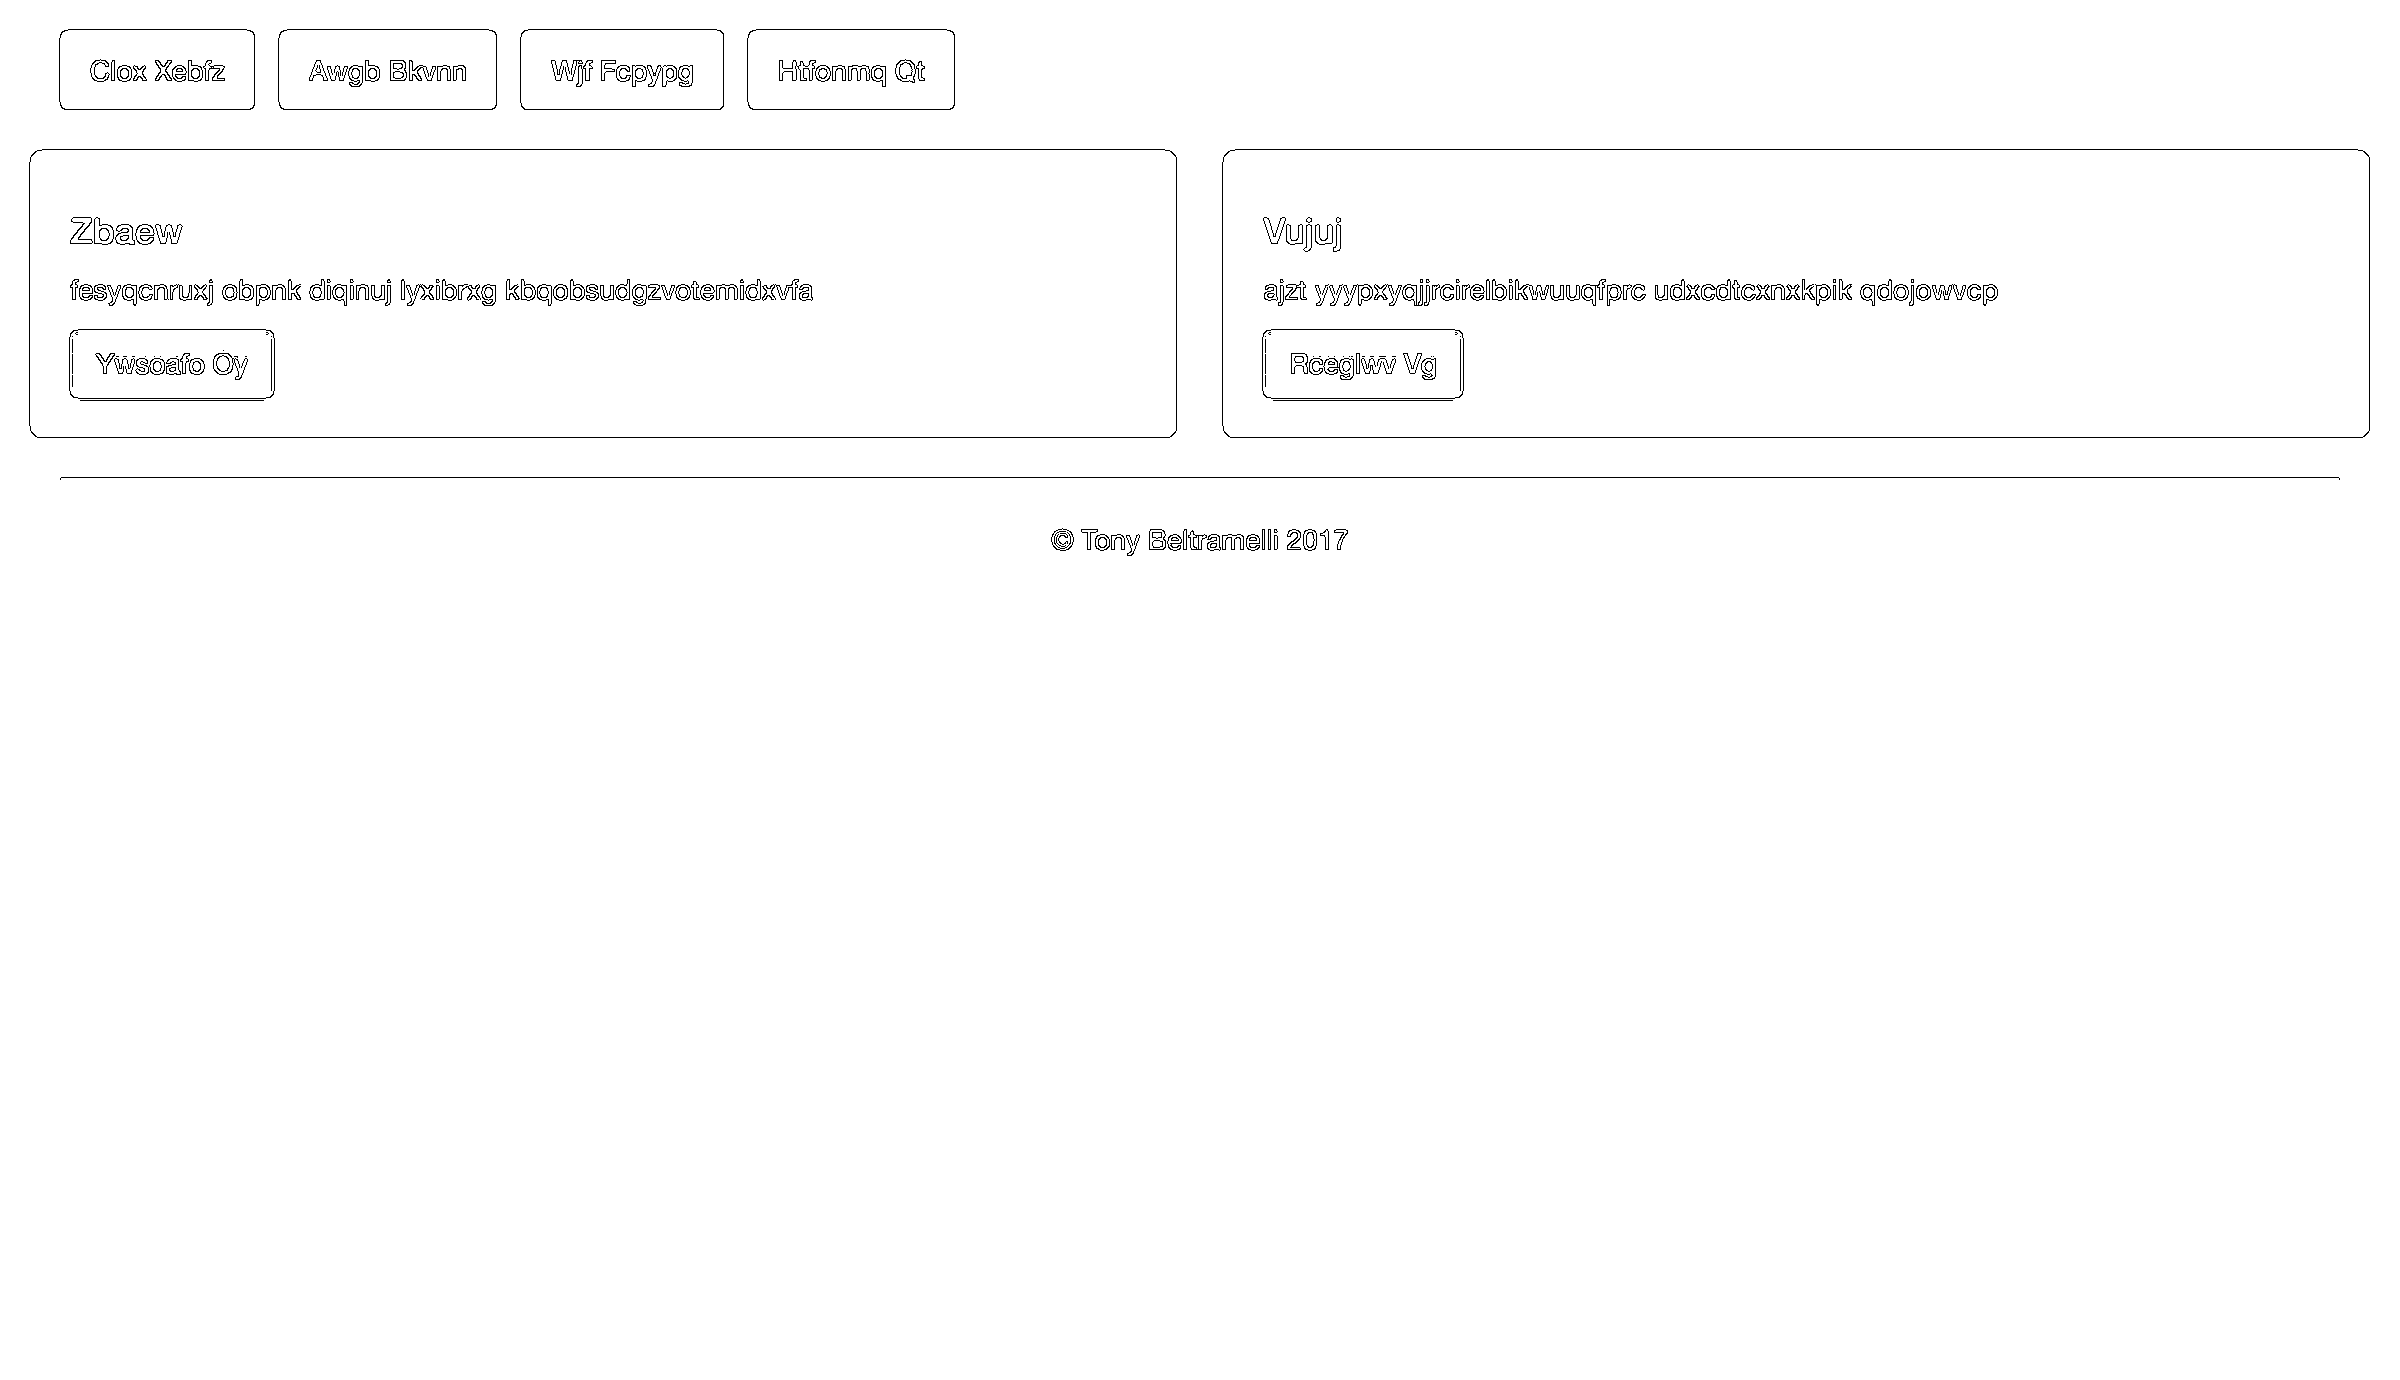 Clox Xebfz
Awgb Bkvnn
Wjf Fcpypg
Htfonmq Qt
Zbaew
fesyqcnruxj obpnk diqinuj lyxibrxg kbqobsudgzvotemidxvfa
Ywsoafo Oy
Vujuj
ajzt yyypxyqjjrcirelbikwuuqfprc udxcdtcxnxkpik qdojowvcp
Rceglwv Vg
© Tony Beltramelli 2017